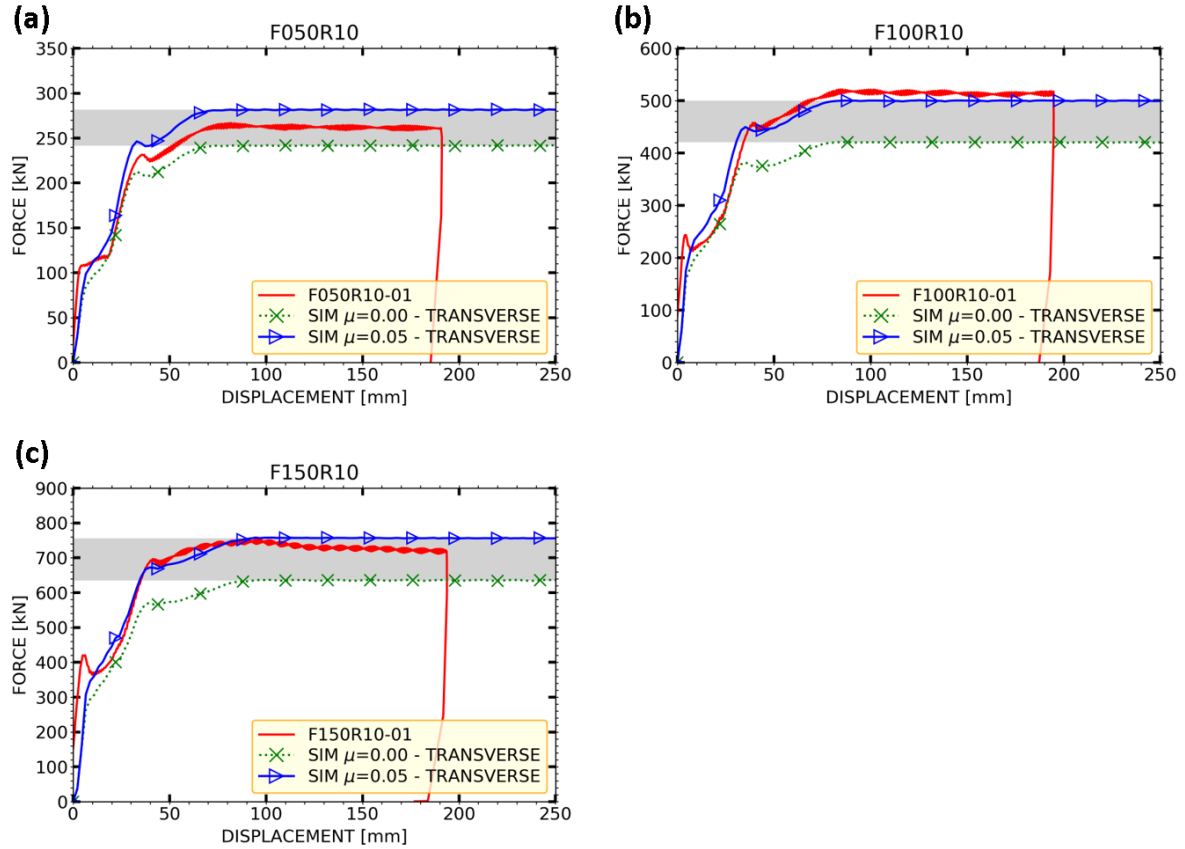 (a)
F050R10
350
300
250
200
150
100
50
0
FORCE [kN]
0 50 100 150 200 250
DISPLACEMENT [mm]
F050R10-01
SIM μ=0.00 - TRANSVERSE
SIM μ=0.05 - TRANSVERSE
(b)
F100R10
600
500
400
300
200
100
0
FORCE [kN]
0 50 100 150 200 250
DISPLACEMENT [mm]
F100R10-01
SIM μ=0.00 - TRANSVERSE
SIM μ=0.05 - TRANSVERSE
(c)
F150R10
900
800
700
600
500
400
300
200
100
0
FORCE [kN]
0 50 100 150 200 250
DISPLACEMENT [mm]
F150R10-01
SIM μ=0.00 - TRANSVERSE
SIM μ=0.05 - TRANSVERSE